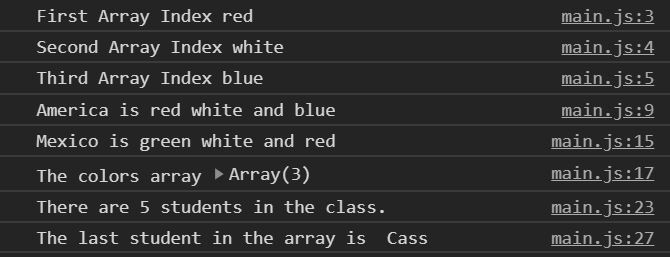 First Array Index red main.js:3
Second Array Index white main.js:4
Third Array Index blue main.js:5
America is red white and blue main.js:9
Mexico is green white and red main.js:15
The colors array ▶Array(3) main.js:17
There are 5 students in the class. main.js:23
The last student in the array is  Cass main.js:27